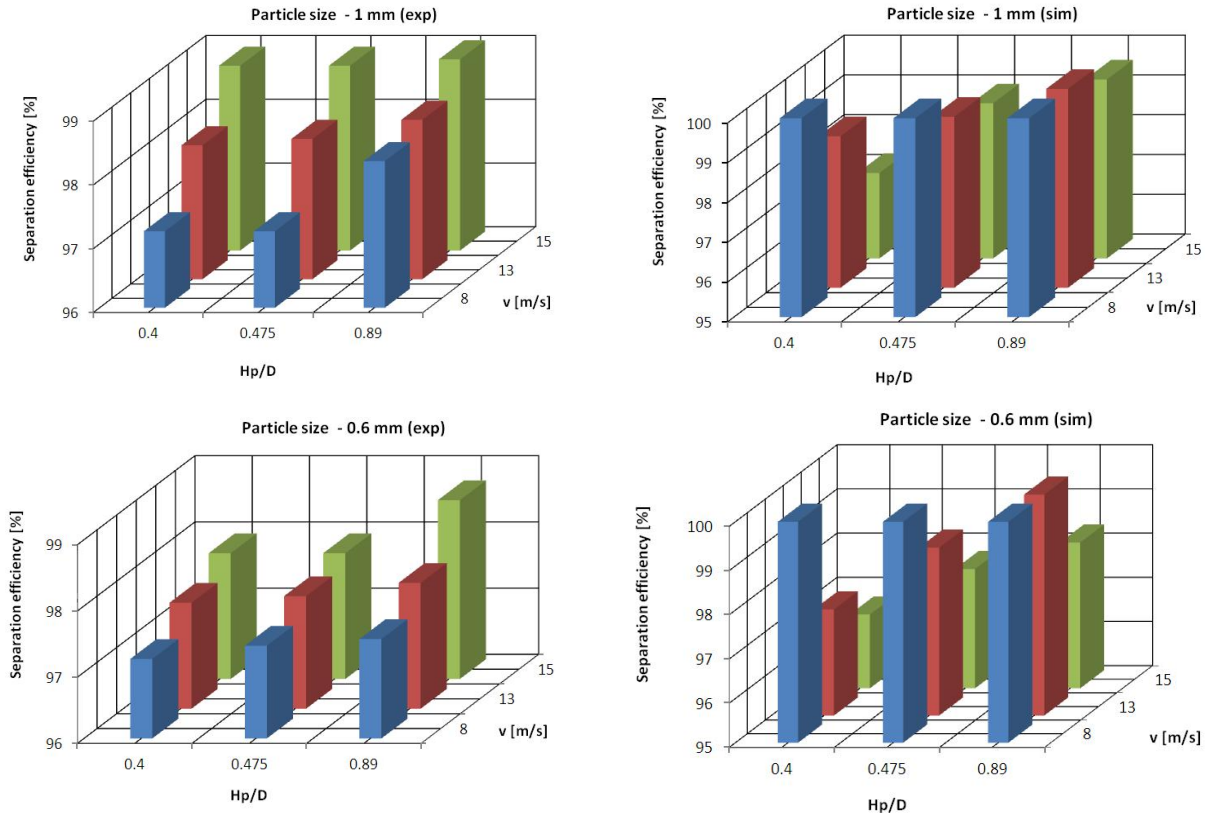 Particle size - 1 mm (exp)
Separation efficiency [%]
99
98
97
96
0.4
0.475
0.89
Hp/D
8
13
15
v [m/s]
Particle size - 1 mm (sim)
Separation efficiency [%]
100
99
98
97
96
95
0.4
0.475
0.89
Hp/D
8
13
15
v [m/s]
Particle size - 0.6 mm (exp)
Separation efficiency [%]
99
98
97
96
0.4
0.475
0.89
Hp/D
8
13
15
v [m/s]
Particle size - 0.6 mm (sim)
Separation efficiency [%]
100
99
98
97
96
95
0.4
0.475
0.89
Hp/D
8
13
15
v [m/s]